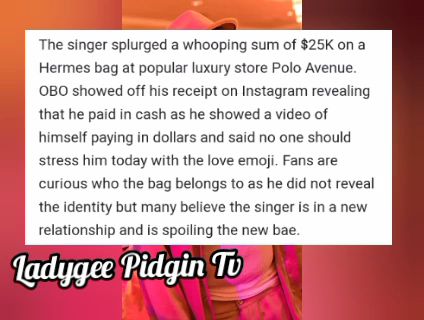 The singer splurged a whooping sum of $25K on a
Hermes bag at popular luxury store Polo Avenue.
OBO showed off his receipt on Instagram revealing
that he paid in cash as he showed a video of
himself paying in dollars and said no one should
stress him today with the love emoji. Fans are
curious who the bag belongs to as he did not reveal
the identity but many believe the singer is in a new
relationship and is spoiling the new bae.
Ladygee Pidgin Tv